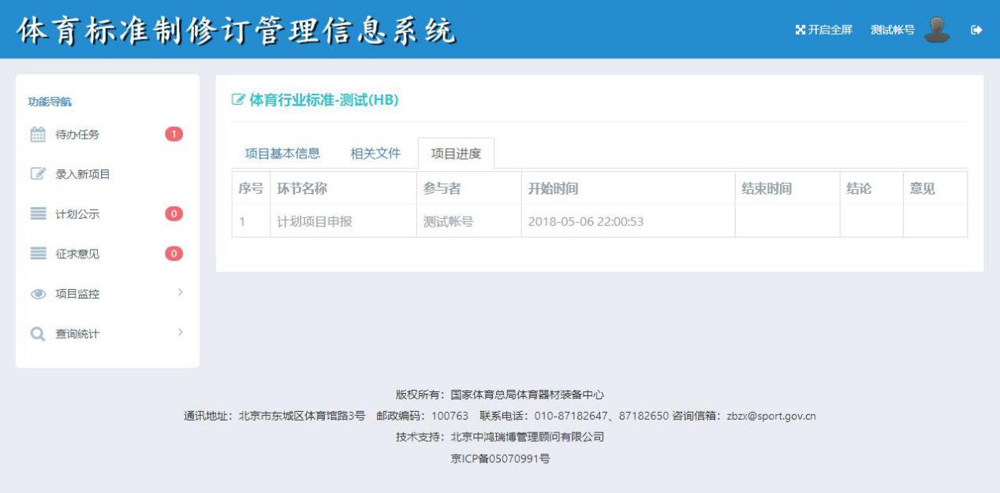 体育标准制修订管理信息系统
开启全屏 测试帐号
功能导航
待办任务 1
录入新项目
计划公示 0
征求意见 0
项目监控
查询统计
体育行业标准-测试(HB)
项目基本信息 相关文件 项目进度
序号 环节名称 参与者 开始时间 结束时间 结论 意见
1 计划项目申报 测试帐号 2018-05-06 22:00:53
版权所有：国家体育总局体育器材装备中心
通讯地址：北京市东城区体育馆路3号 邮政编码：100763 联系电话：010-87182647、87182650 咨询信箱：zbzx@sport.gov.cn
技术支持：北京中鸿瑞博管理顾问有限公司
京ICP备05070991号